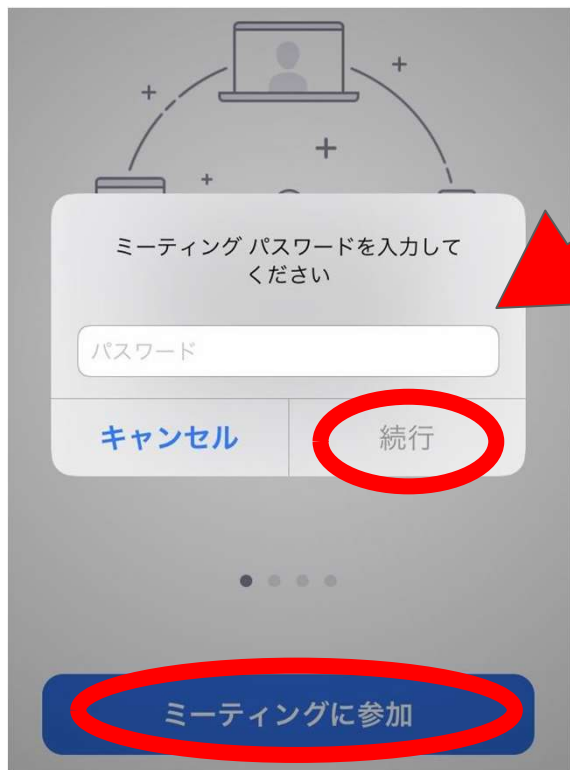 ミーティング パスワードを入力して
ください
パスワード
キャンセル
続行
ミーティングに参加